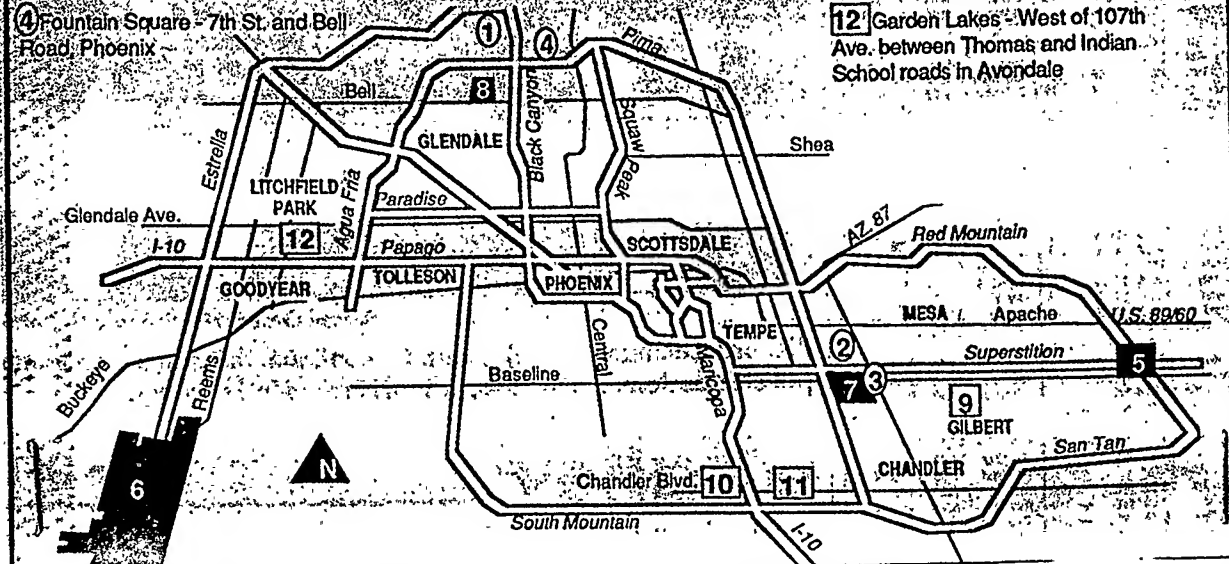 ④ Fountain Square - 7th St. and Bell
Road, Phoenix
12 Garden Lakes - West of 107th
Ave. between Thomas and Indian
School roads in Avondale
1
4
Pima
Bell
8
Estrella
GLENDALE
Black Canyon
Squaw Peak
Shea
LITCHFIELD
PARK
Agua Fria
Paradise
Glendale Ave.
12
I-10
Papago
SCOTTSDALE
AZ. 87
Red Mountain
GOODYEAR
TOLLESON
PHOENIX
MESA
Apache
U.S. 89/60
TEMPE
Central
2
Superstition
5
Buckeye
Reems
Baseline
Maricopa
7
3
9
GILBERT
6
N
San Tan
CHANDLER
Chandler Blvd.
10
11
South Mountain
I-10